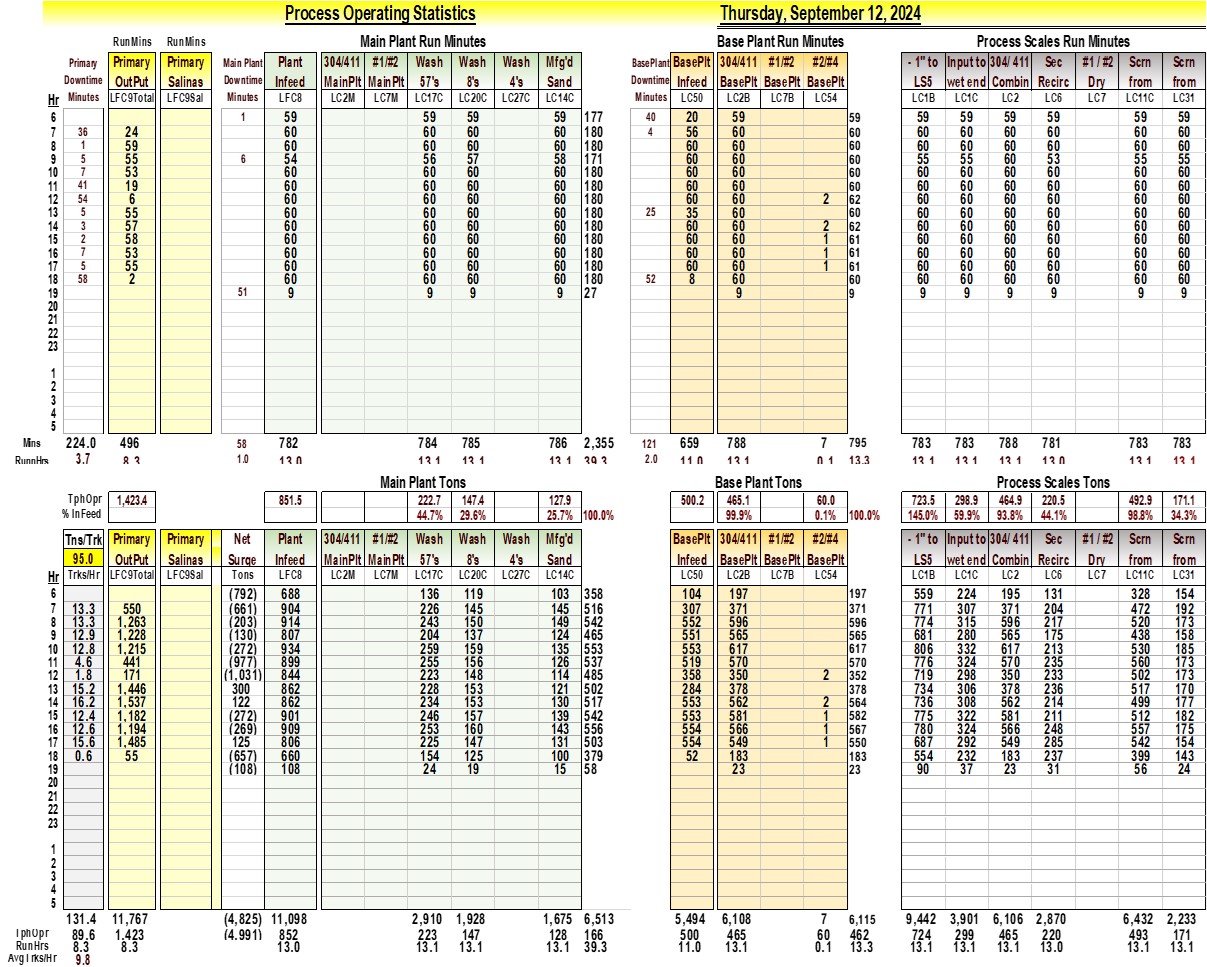 Process Operating Statistics Thursday, September 12, 2024
RunMins RunMins Main Plant Run Minutes Base Plant Run Minutes Process Scales Run Minutes
Primary Primary Primary Main Plant Plant 304/411 #1/#2 Wash Wash Wash Mfg'd BasePlant BasePlt 304/411 #1/#2 #2/#4 - 1" to Input to 304/ 411 Sec #1 / #2 Scrn Scrn
Downtime OutPut Salinas Downtime Infeed MainPlt MainPlt 57's 8's 4's Sand Downtime Infeed BasePlt BasePlt BasePlt LS5 wet end Combin Recirc Dry from from
Hr Minutes LFC9Total LFC9Sal Minutes LFC8 LC2M LC7M LC17C LC20C LC27C LC14C Minutes LC50 LC2B LC7B LC54 LC1B LC1C LC2 LC6 LC7 LC11C LC31
6 1 59 59 59 59 177 40 20 59 59 59 59 59 59 59 59
7 36 24 60 60 60 60 180 4 56 60 60 60 60 60 60 60 60
8 1 59 60 60 60 60 180 60 60 60 60 60 60 60 60 60
9 5 55 6 54 56 57 58 171 60 60 60 55 55 60 53 55 55
10 7 53 60 60 60 60 180 60 60 60 60 60 60 60 60 60
11 41 19 60 60 60 60 180 60 60 60 60 60 60 60 60 60
12 54 6 60 60 60 60 180 60 60 2 62 60 60 60 60 60 60
13 5 55 60 60 60 60 180 25 35 60 60 60 60 60 60 60 60
14 3 57 60 60 60 60 180 60 60 2 62 60 60 60 60 60 60
15 2 58 60 60 60 60 180 60 60 1 61 60 60 60 60 60 60
16 7 53 60 60 60 60 180 60 60 1 61 60 60 60 60 60 60
17 5 55 60 60 60 60 180 60 60 1 61 60 60 60 60 60 60
18 58 2 60 60 60 60 180 52 8 60 60 60 60 60 60 60 60
19 51 9 9 9 9 27 9 9 9 9 9 9 9 9
20
21
22
23
1
2
3
4
5
Mins 224.0 496 58 782 784 785 786 2,355 121 659 788 7 795 783 783 788 781 783 783
RunnHrs 3.7 8.3 1.0 13.0 13.1 13.1 13.1 39.3 2.0 11.0 13.1 0.1 13.3 13.1 13.1 13.1 13.0 13.1 13.1
Main Plant Tons Base Plant Tons Process Scales Tons
TphOpr 1,423.4 851.5 222.7 147.4 127.9 500.2 465.1 60.0 723.5 298.9 464.9 220.5 492.9 171.1
% InFeed 44.7% 29.6% 25.7% 100.0% 99.9% 0.1% 100.0% 145.0% 59.9% 93.8% 44.1% 98.8% 34.3%
Tns/Trk Primary Primary Net Plant 304/411 #1/#2 Wash Wash Wash Mfg'd BasePlt 304/411 #1/#2 #2/#4 - 1" to Input to 304/ 411 Sec #1 / #2 Scrn Scrn
95.0 OutPut Salinas Surge Infeed MainPlt MainPlt 57's 8's 4's Sand Infeed BasePlt BasePlt BasePlt LS5 wet end Combin Recirc Dry from from
Hr Trks/Hr LFC9Total LFC9Sal Tons LFC8 LC2M LC7M LC17C LC20C LC27C LC14C LC50 LC2B LC7B LC54 LC1B LC1C LC2 LC6 LC7 LC11C LC31
6 (792) 688 136 119 103 358 104 197 197 559 224 195 131 328 154
7 13.3 550 (661) 904 226 145 145 516 307 371 371 771 307 371 204 472 192
8 13.3 1,263 (203) 914 243 150 149 542 552 596 596 774 315 596 217 520 173
9 12.9 1,228 (130) 807 204 137 124 465 551 565 565 681 280 565 175 438 158
10 12.8 1,215 (272) 934 259 159 135 553 553 617 617 806 332 617 213 530 185
11 4.6 441 (977) 899 255 156 126 537 519 570 570 776 324 570 235 560 173
12 1.8 171 (1,031) 844 223 148 114 485 358 350 2 352 719 298 350 233 502 173
13 15.2 1,446 300 862 228 153 121 502 284 378 378 734 306 378 236 517 170
14 16.2 1,537 122 862 234 153 130 517 553 562 2 564 736 308 562 214 499 177
15 12.4 1,182 (272) 901 246 157 139 542 553 581 1 582 775 322 581 211 512 182
16 12.6 1,194 (269) 909 253 160 143 556 554 566 1 567 774 324 566 248 557 175
17 15.6 1,485 125 806 225 147 131 503 554 549 1 550 687 292 549 285 542 154
18 0.6 55 (657) 660 154 125 100 379 52 183 183 554 232 183 237 399 143
19 (108) 108 24 19 15 58 23 23 90 37 23 31 56 24
20
21
22
23
1
2
3
4
5
131.4 11,767 (4,825) 11,098 2,910 1,928 1,675 6,513 5,494 6,108 7 6,115 9,442 3,901 6,106 2,870 6,432 2,233
TphOpr 89.6 1,423 (4,991) 852 223 147 128 166 500 465 60 462 724 299 465 220 493 171
RunHrs 8.3 8.3 13.0 13.1 13.1 13.1 39.3 11.0 13.1 0.1 13.3 13.1 13.1 13.1 13.0 13.1 13.1
Avg Trks/Hr 9.8